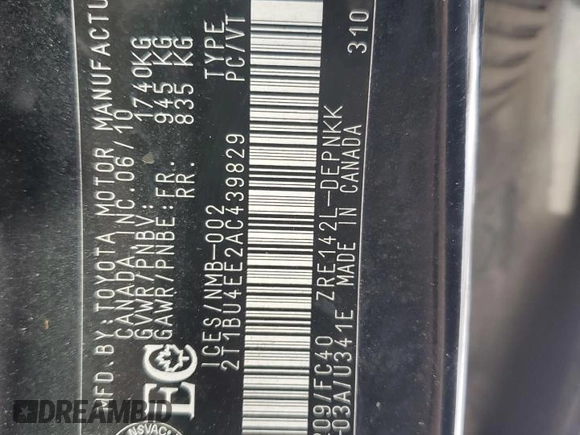 MFD. BY: TOYOTA MOTOR MANUFACTU
CANADA INC. 06/10
GVWR/PNBV: 1740KG
GAWR/PNBE: FR. 945 KG
RR. 835 KG
ICES/NMB-002 TYPE
2T1BU4EE2AC439829 PC/VT
EC
NSVAC
209/FC40 ZRE142L-DEPNKK
-03A/U341E MADE IN CANADA
310
DREAMBID